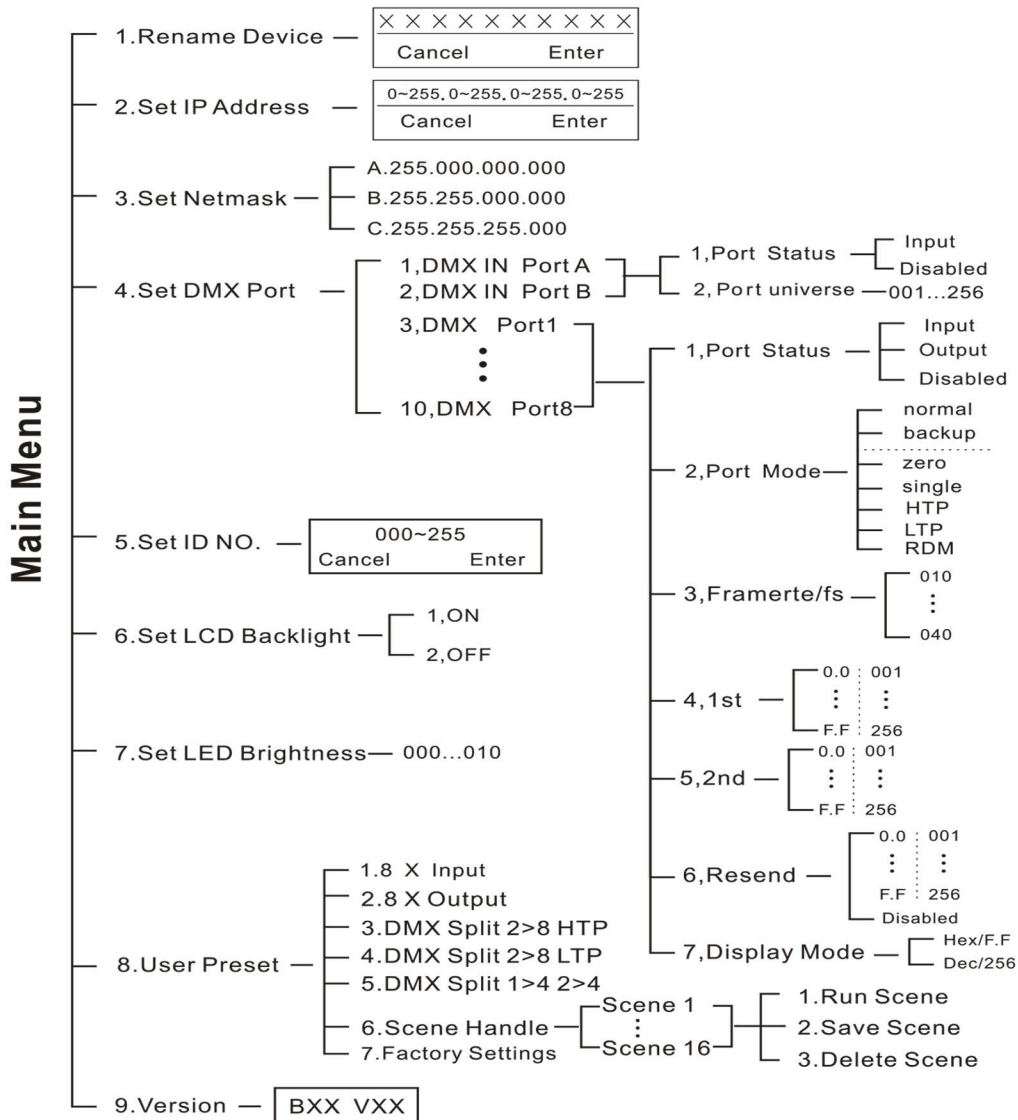 Main Menu
1.Rename Device
× × × × × × × × × ×
Cancel Enter
2.Set IP Address
0~255.0~255.0~255.0~255
Cancel Enter
3.Set Netmask
A.255.000.000.000
B.255.255.000.000
C.255.255.255.000
4.Set DMX Port
1,DMX IN Port A
2,DMX IN Port B
1,Port Status
Input
Disabled
2,Port universe
001...256
3,DMX Port1
10,DMX Port8
1,Port Status
Input
Output
Disabled
2,Port Mode
normal
backup
zero
single
HTP
LTP
RDM
3,Framerte/fs
010
040
4,1st
0.0 001
F.F 256
5,2nd
0.0 001
F.F 256
6,Resend
0.0 001
F.F 256
Disabled
7,Display Mode
Hex/F.F
Dec/256
5.Set ID NO.
000~255
Cancel Enter
6.Set LCD Backlight
1,ON
2,OFF
7.Set LED Brightness
000...010
8.User Preset
1.8 X Input
2.8 X Output
3.DMX Split 2>8 HTP
4.DMX Split 2>8 LTP
5.DMX Split 1>4 2>4
6.Scene Handle
Scene 1
Scene 16
1.Run Scene
2.Save Scene
3.Delete Scene
7.Factory Settings
9.Version
BXX VXX